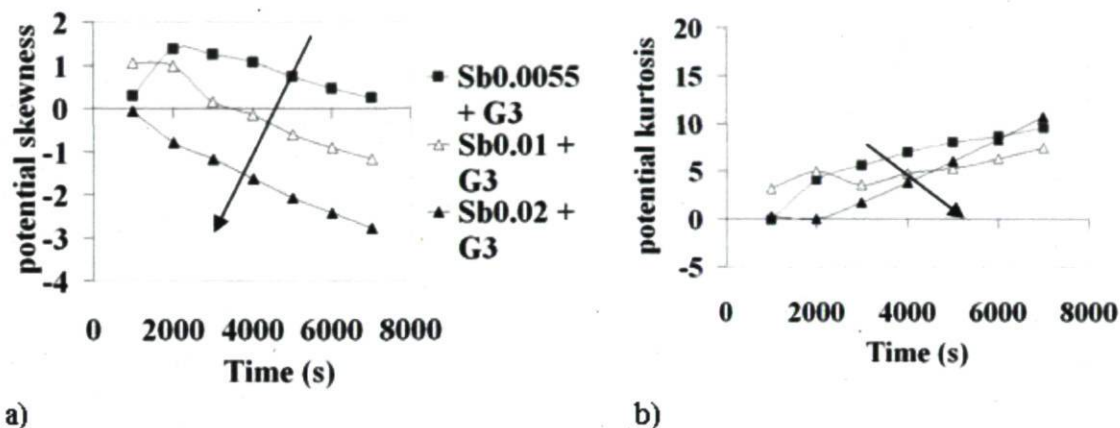 2
1
0
-1
-2
-3
-4
potential skewness
0 2000 4000 6000 8000
Time (s)
Sb0.0055
+ G3
Sb0.01 +
G3
Sb0.02 +
G3
a)
20
15
10
5
0
-5
potential kurtosis
0 2000 4000 6000 8000
Time (s)
b)